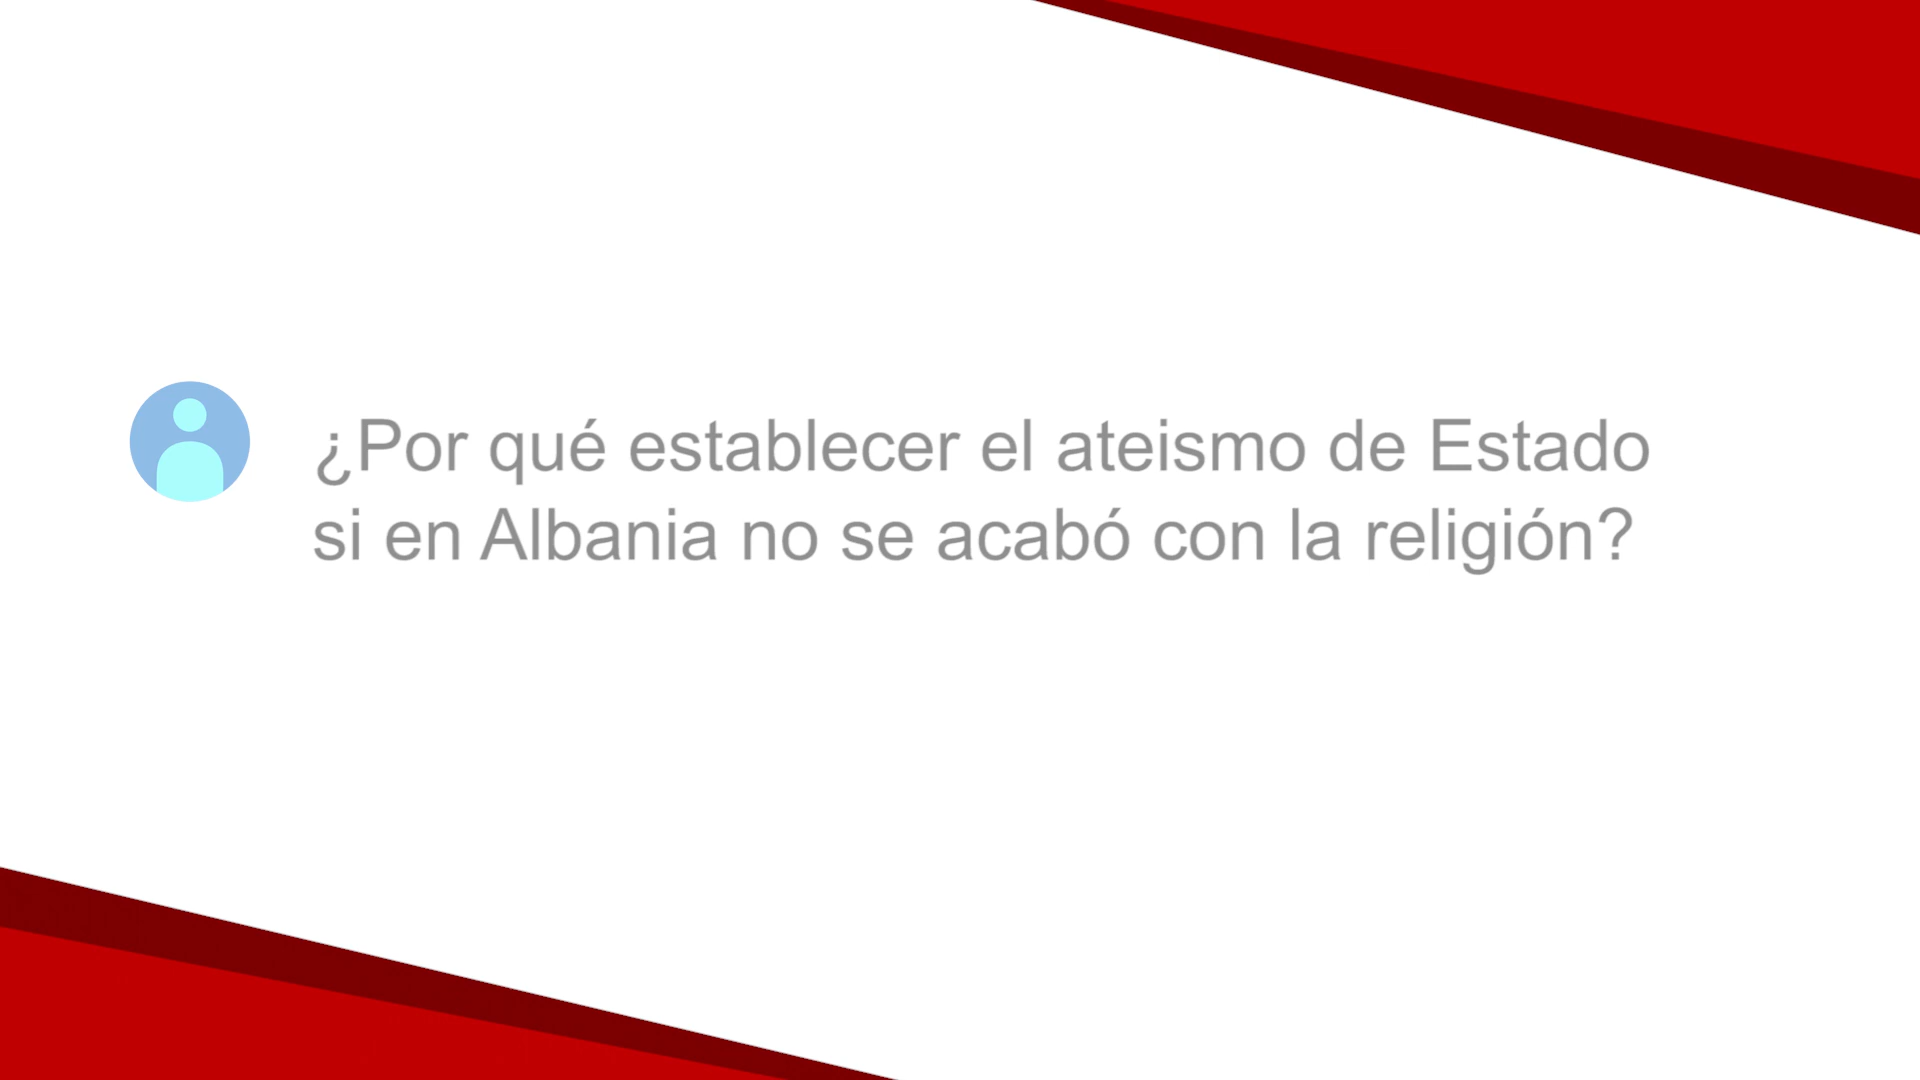 ¿Por qué establecer el ateismo de Estado
si en Albania no se acabó con la religión?